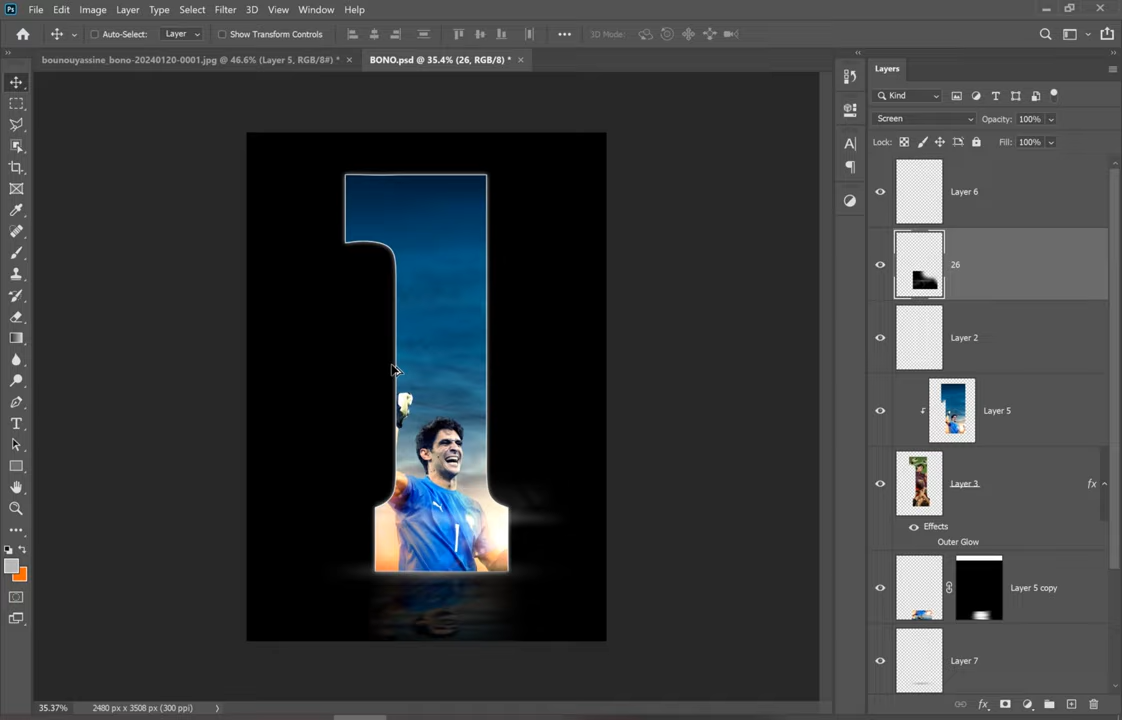 Ps File Edit Image Layer Type Select Filter 3D View Window Help
Auto-Select: Layer Show Transform Controls 3D Mode:
bounouyassine_bono-20240120-0001.jpg @ 46.6% (Layer 5, RGB/8#) * × BONO.psd @ 35.4% (26, RGB/8) * ×
Layers
Kind
Screen Opacity: 100%
Lock: Fill: 100%
Layer 6
26
Layer 2
Layer 5
Layer 3 fx
Effects
Outer Glow
Layer 5 copy
Layer 7
35.37% 2480 px x 3508 px (300 ppi)